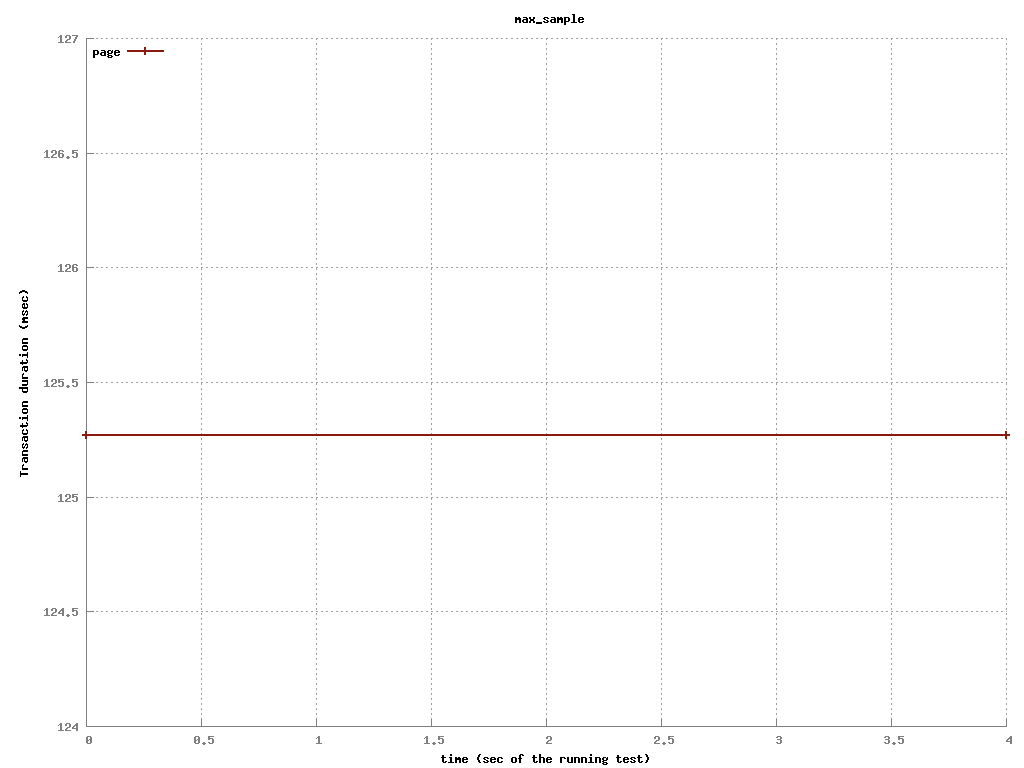 max_sample
127
page
126.5
126
125.5
125
124.5
124
Transaction duration (msec)
0 0.5 1 1.5 2 2.5 3 3.5 4
time (sec of the running test)